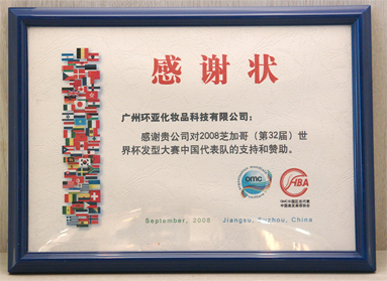 感谢状
广州环亚化妆品科技有限公司：
感谢贵公司对2008芝加哥（第32届）世
界杯发型大赛中国代表队的支持和赞助。
omc
HBA
September, 2008 Jiangsu, Suzhou, China